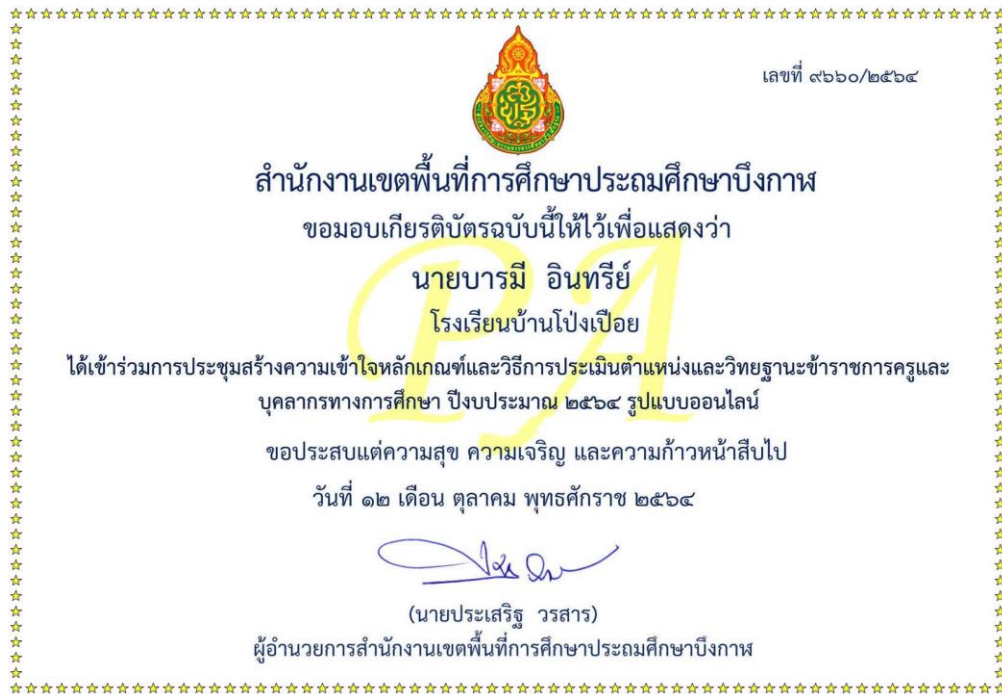 เลขที่ ๙๖๖๐/๒๕๖๔
สำนักงานเขตพื้นที่การศึกษาประถมศึกษาบึงกาฬ
ขอมอบเกียรติบัตรฉบับนี้ให้ไว้เพื่อแสดงว่า
นายบารมี อินทรีย์
โรงเรียนบ้านโป่งเปือย
ได้เข้าร่วมการประชุมสร้างความเข้าใจหลักเกณฑ์และวิธีการประเมินตำแหน่งและวิทยฐานะข้าราชการครูและ
บุคลากรทางการศึกษา ปีงบประมาณ ๒๕๖๔ รูปแบบออนไลน์
ขอประสบแต่ความสุข ความเจริญ และความก้าวหน้าสืบไป
วันที่ ๑๒ เดือน ตุลาคม พุทธศักราช ๒๕๖๔
PA
(นายประเสริฐ วรสาร)
ผู้อำนวยการสำนักงานเขตพื้นที่การศึกษาประถมศึกษาบึงกาฬ